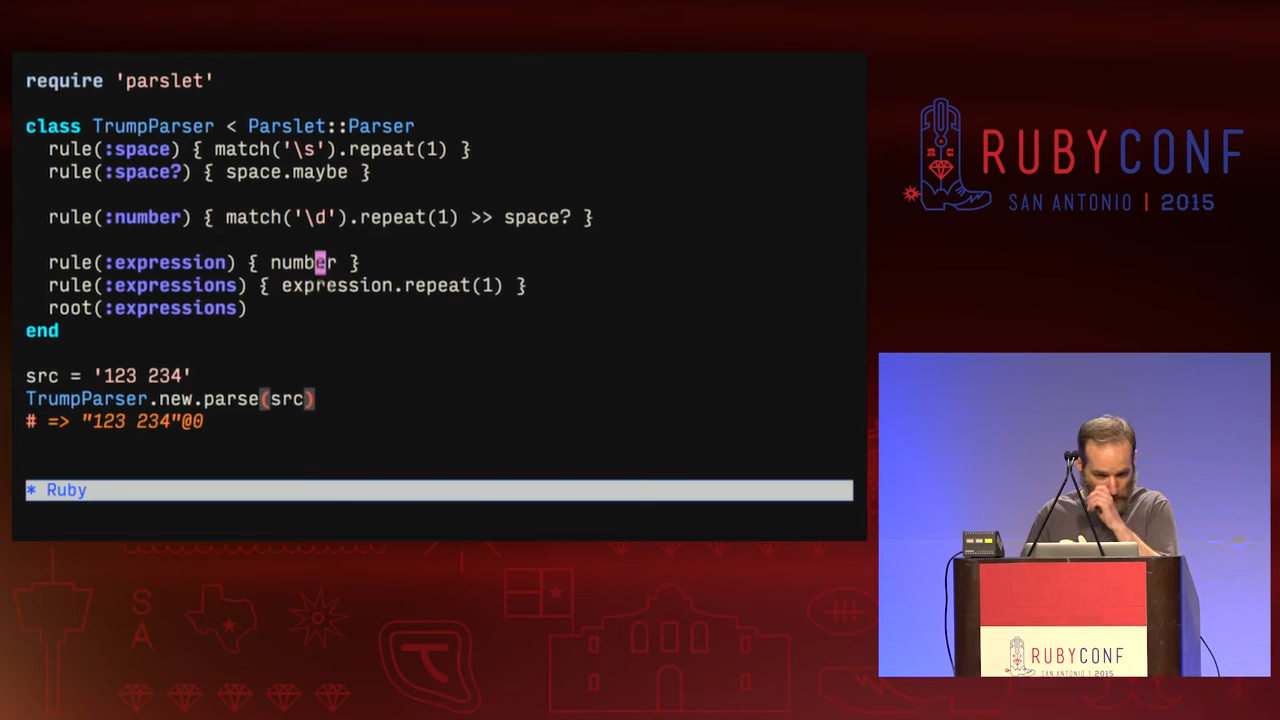 require 'parslet'
class TrumpParser < Parslet::Parser
rule(:space) { match('\s').repeat(1) }
rule(:space?) { space.maybe }
rule(:number) { match('\d').repeat(1) >> space? }
rule(:expression) { number }
rule(:expressions) { expression.repeat(1) }
root(:expressions)
end
src = '123 234'
TrumpParser.new.parse(src)
# => "123 234"@0
* Ruby
RUBYCONF
SAN ANTONIO | 2015
S
A
RUBYCONF
SAN ANTONIO | 2015